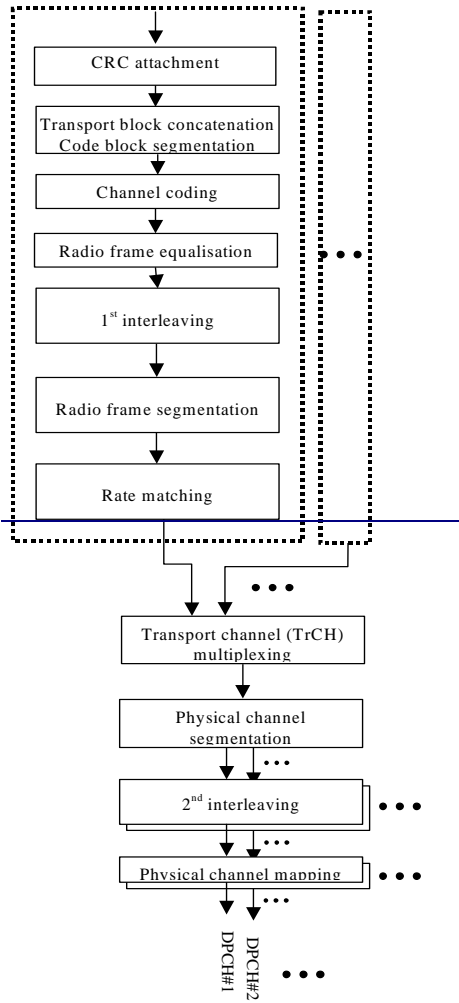 CRC attachment
Transport block concatenation
Code block segmentation
Channel coding
Radio frame equalisation
1st interleaving
Radio frame segmentation
Rate matching
Transport channel (TrCH)
multiplexing
Physical channel
segmentation
2nd interleaving
Physical channel mapping
DPCH#1
DPCH#2